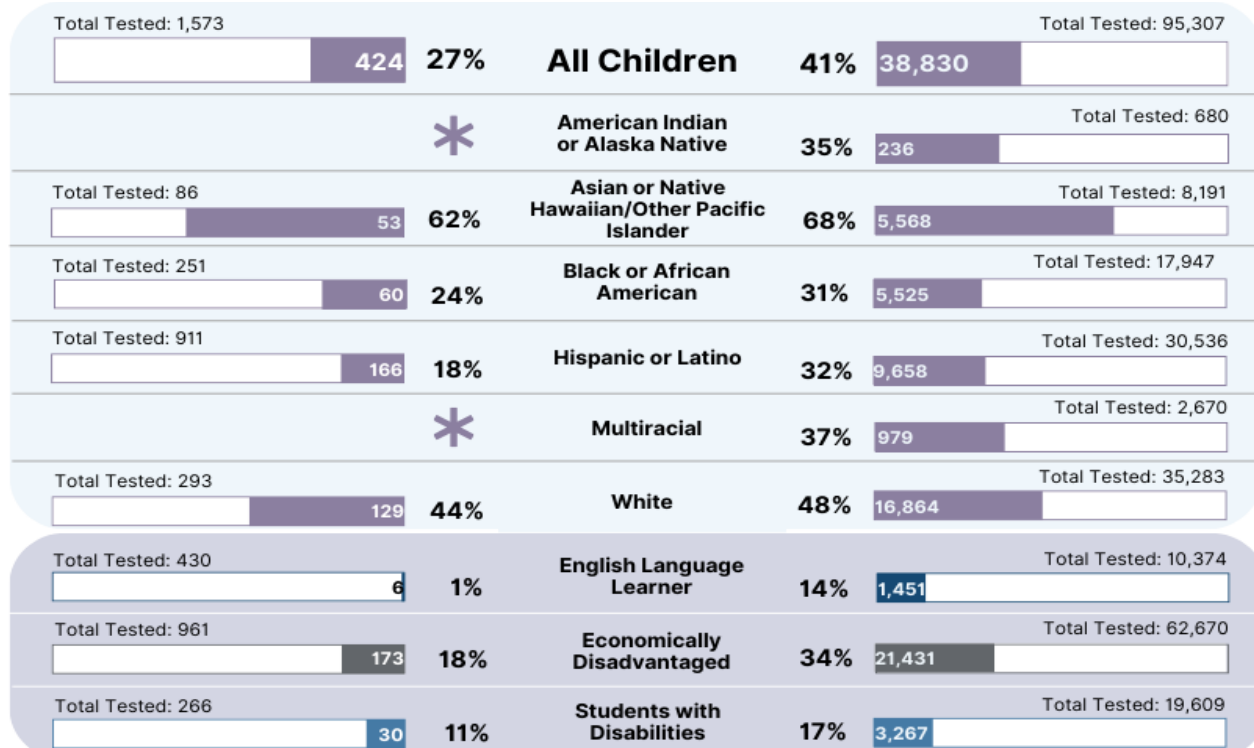 Total Tested: 1,573
Total Tested: 95,307
424 27% All Children 41% 38,830
American Indian
or Alaska Native
Total Tested: 680
* 35% 236
Total Tested: 86
Asian or Native
Hawaiian/Other Pacific
Islander
Total Tested: 8,191
53 62% 68% 5,568
Total Tested: 251
Black or African
American
Total Tested: 17,947
60 24% 31% 5,525
Total Tested: 911
Total Tested: 30,536
166 18% Hispanic or Latino 32% 9,658
Total Tested: 2,670
* Multiracial 37% 979
Total Tested: 293
Total Tested: 35,283
129 44% White 48% 16,864
Total Tested: 430
English Language
Learner
Total Tested: 10,374
6 1% 14% 1,451
Total Tested: 961
Economically
Disadvantaged
Total Tested: 62,670
173 18% 34% 21,431
Total Tested: 266
Students with
Disabilities
Total Tested: 19,609
30 11% 17% 3,267